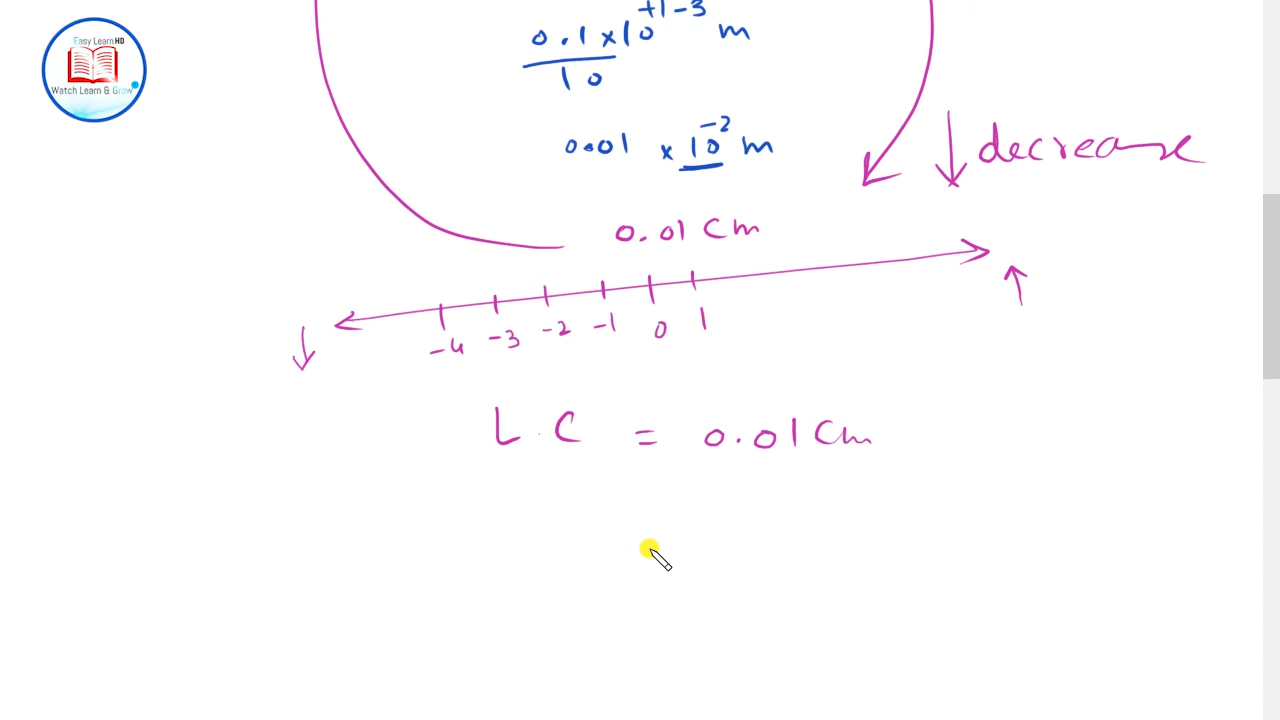 Easy Learn HD
Watch Learn & Grow
0.1 × 10⁺¹⁻³ m
10
0.01 × 10⁻² m
decrease
0.01 Cm
-4 -3 -2 -1 0 1
L.C = 0.01 Cm